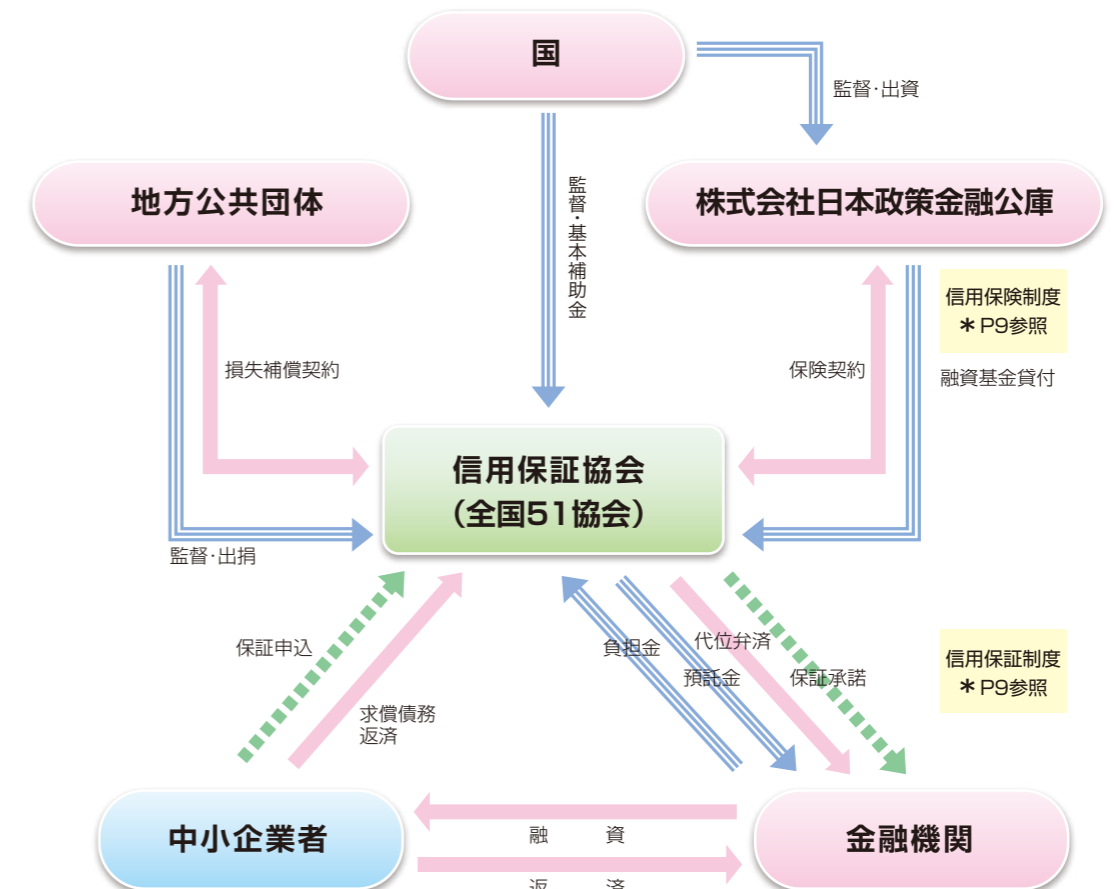 国
監督・出資
地方公共団体
株式会社日本政策金融公庫
監督・基本補助金
信用保険制度
＊P9参照
損失補償契約
保険契約
融資基金貸付
信用保証協会
（全国51協会）
監督・出捐
保証申込
負担金
代位弁済
預託金
保証承諾
信用保証制度
＊P9参照
求償債務
返済
中小企業者
金融機関
融　　資
返　　済